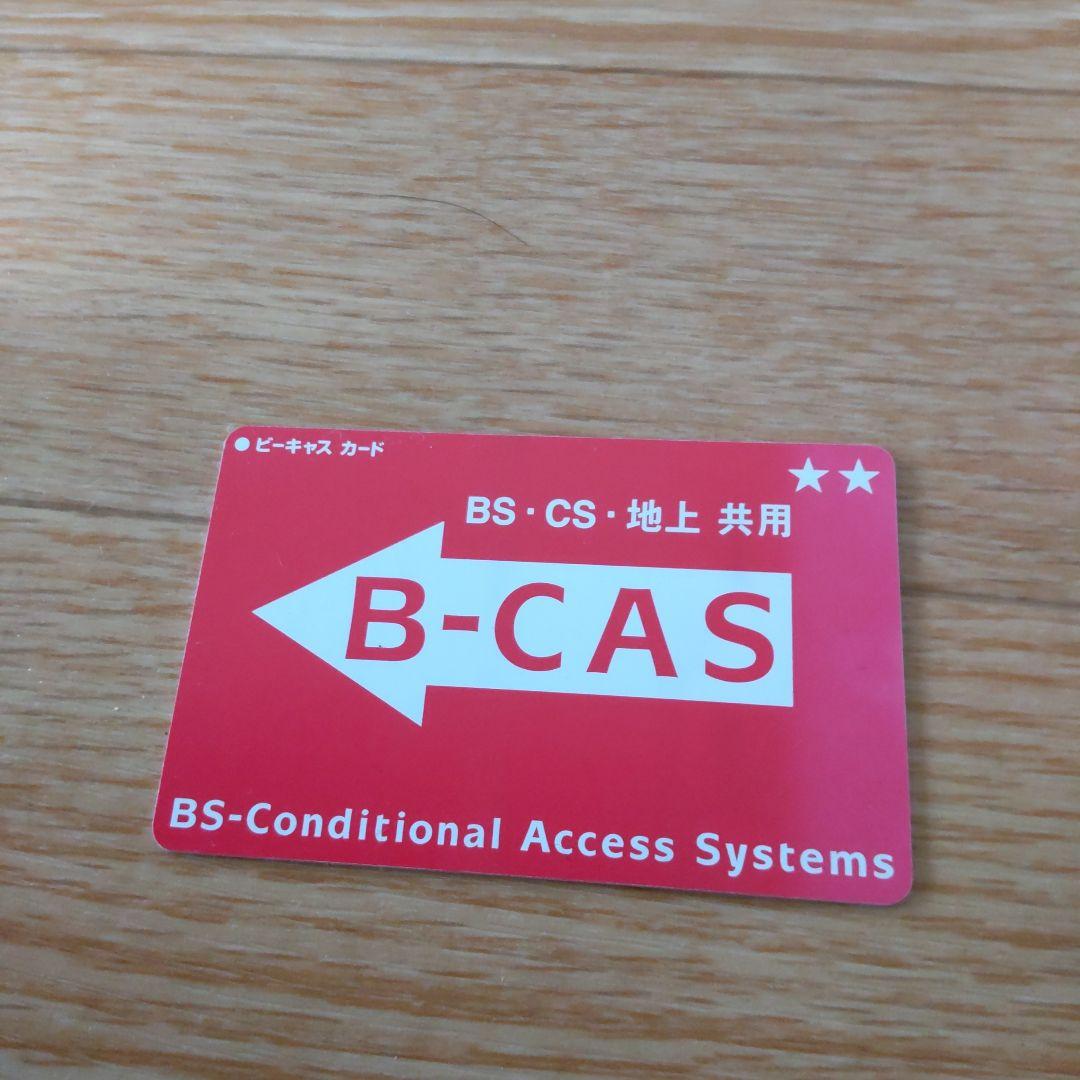 ●ビーキャス カード
★★
BS・CS・地上 共用
B-CAS
BS-Conditional Access Systems